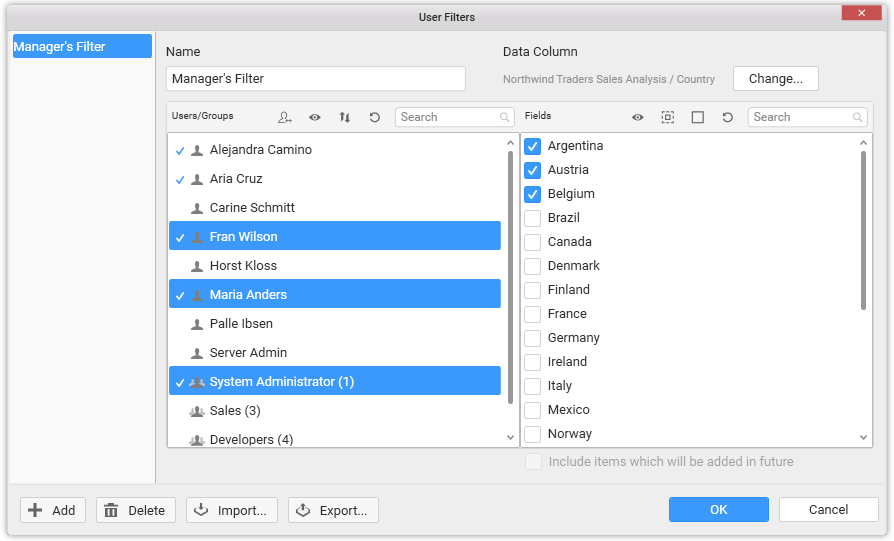 User Filters
Manager's Filter
Name
Data Column
Manager's Filter
Northwind Traders Sales Analysis / Country
Change...
Users/Groups
Search
Fields
Search
Alejandra Camino
Aria Cruz
Carine Schmitt
Fran Wilson
Horst Kloss
Maria Anders
Palle Ibsen
Server Admin
System Administrator (1)
Sales (3)
Developers (4)
Argentina
Austria
Belgium
Brazil
Canada
Denmark
Finland
France
Germany
Ireland
Italy
Mexico
Norway
Include items which will be added in future
Add
Delete
Import...
Export...
OK
Cancel